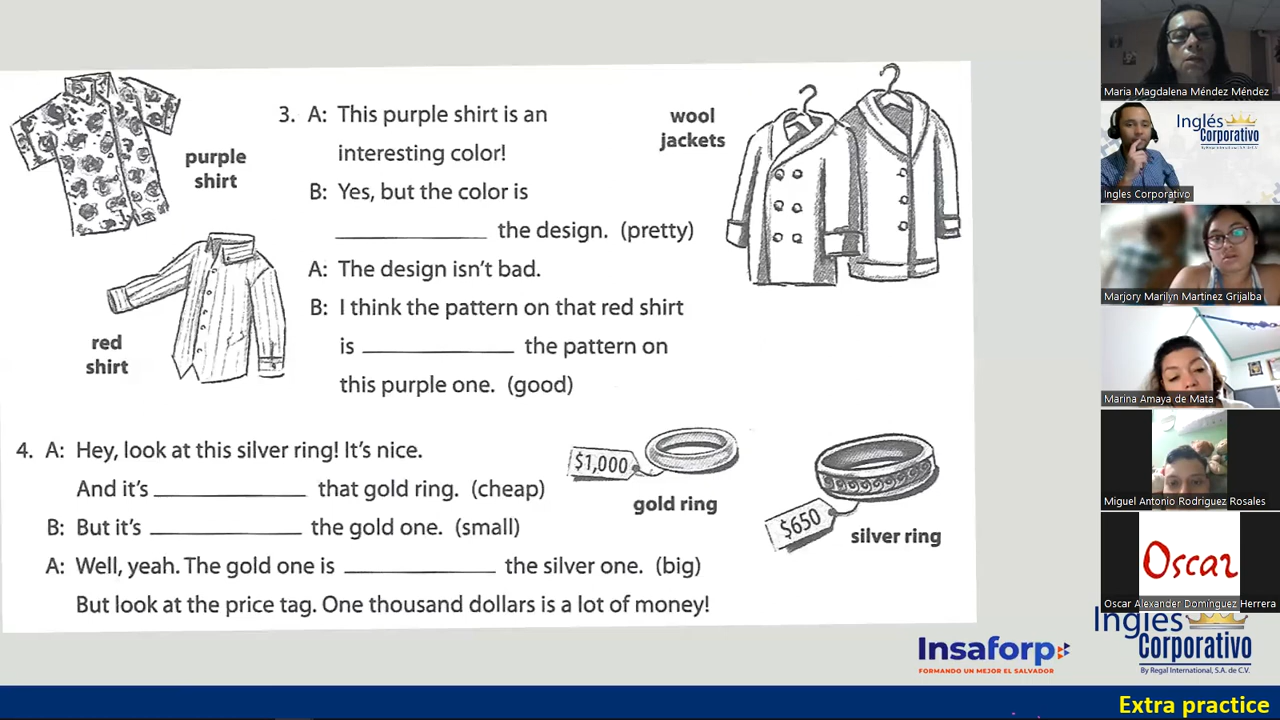 purple
shirt
3. A: This purple shirt is an
interesting color!
B: Yes, but the color is
____________ the design. (pretty)
A: The design isn't bad.
B: I think the pattern on that red shirt
is ____________ the pattern on
this purple one. (good)
wool
jackets
red
shirt
4. A: Hey, look at this silver ring! It's nice.
And it's ____________ that gold ring. (cheap)
B: But it's ____________ the gold one. (small)
A: Well, yeah. The gold one is ____________ the silver one. (big)
But look at the price tag. One thousand dollars is a lot of money!
$1,000
gold ring
$650
silver ring
Insaforp
FORMANDO UN MEJOR EL SALVADOR
Inglés
Corporativo
By Regal International, S.A. de C.V.
Extra practice
Maria Magdalena Méndez Méndez
Inglés
Corporativo
Ingles Corporativo
Marjory Marilyn Martinez Grijalba
Marina Amaya de Mata
Miguel Antonio Rodriguez Rosales
Oscar
Oscar Alexander Domínguez Herrera